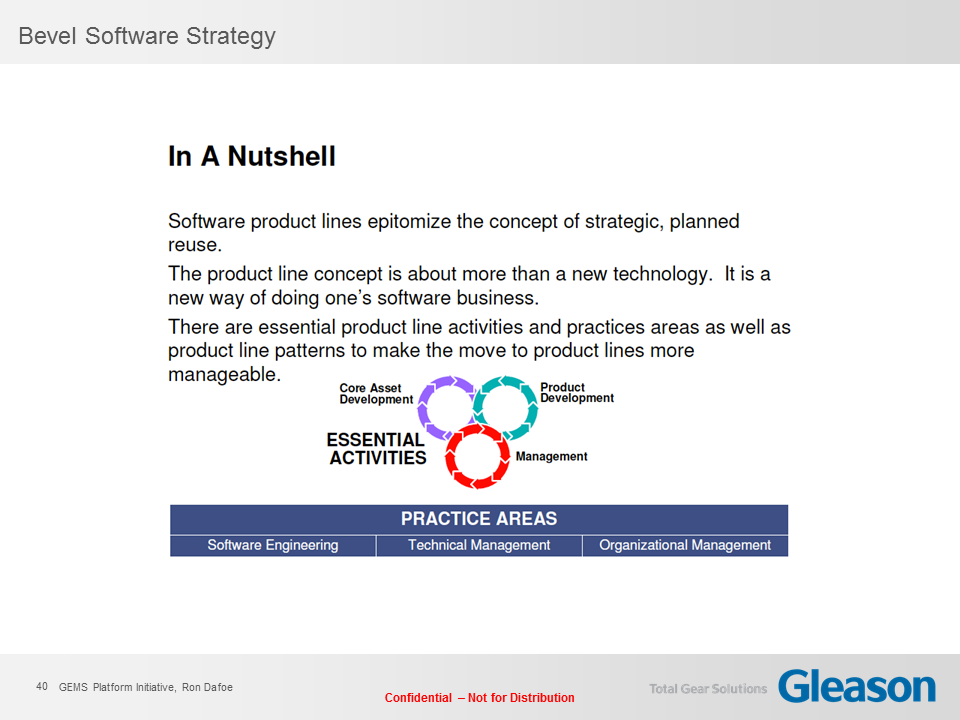 Bevel Software Strategy
In A Nutshell
Software product lines epitomize the concept of strategic, planned
reuse.
The product line concept is about more than a new technology.  It is a
new way of doing one’s software business.
There are essential product line activities and practices areas as well as
product line patterns to make the move to product lines more
manageable.
Core Asset
Development
Product
Development
ESSENTIAL
ACTIVITIES
Management
PRACTICE AREAS
Software Engineering
Technical Management
Organizational Management
40 GEMS Platform Initiative, Ron Dafoe
Confidential – Not for Distribution
Total Gear Solutions
Gleason